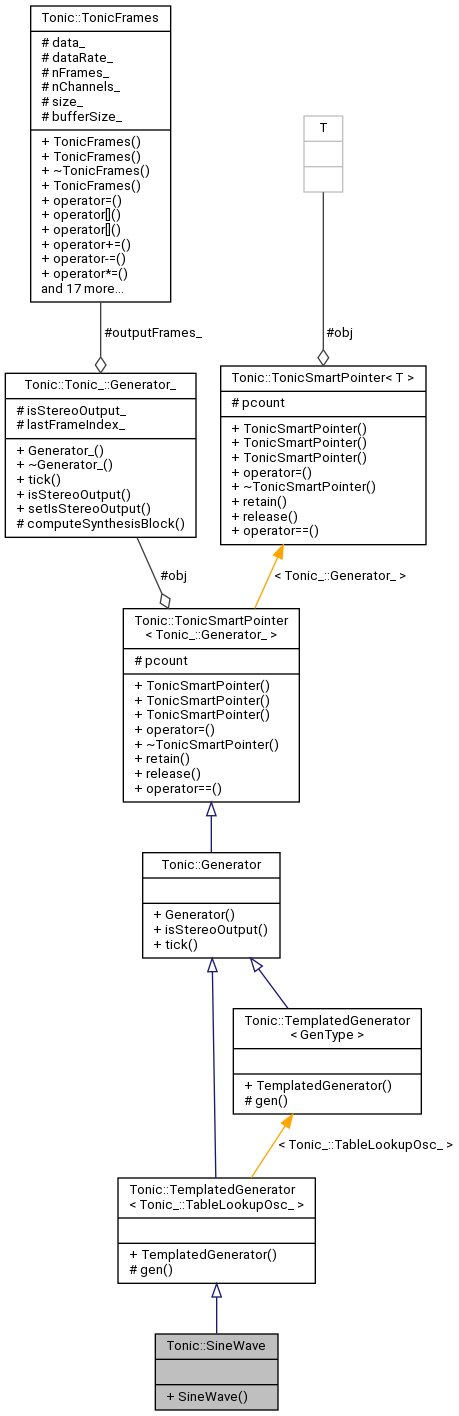 Tonic::TonicFrames
# data_
# dataRate_
# nFrames_
# nChannels_
# size_
# bufferSize_
+ TonicFrames()
+ TonicFrames()
+ ~TonicFrames()
+ TonicFrames()
+ operator=()
+ operator[]()
+ operator[]()
+ operator+=()
+ operator-=()
+ operator*=()
and 17 more...
T
#outputFrames_
#obj
Tonic::Tonic_::Generator_
# isStereoOutput_
# lastFrameIndex_
+ Generator_()
+ ~Generator_()
+ tick()
+ isStereoOutput()
+ setIsStereoOutput()
# computeSynthesisBlock()
Tonic::TonicSmartPointer< T >
# pcount
+ TonicSmartPointer()
+ TonicSmartPointer()
+ TonicSmartPointer()
+ operator=()
+ ~TonicSmartPointer()
+ retain()
+ release()
+ operator==()
#obj
< Tonic_::Generator_ >
Tonic::TonicSmartPointer
< Tonic_::Generator_ >
# pcount
+ TonicSmartPointer()
+ TonicSmartPointer()
+ TonicSmartPointer()
+ operator=()
+ ~TonicSmartPointer()
+ retain()
+ release()
+ operator==()
Tonic::Generator
+ Generator()
+ isStereoOutput()
+ tick()
Tonic::TemplatedGenerator
< GenType >
+ TemplatedGenerator()
# gen()
< Tonic_::TableLookupOsc_ >
Tonic::TemplatedGenerator
< Tonic_::TableLookupOsc_ >
+ TemplatedGenerator()
# gen()
Tonic::SineWave
+ SineWave()